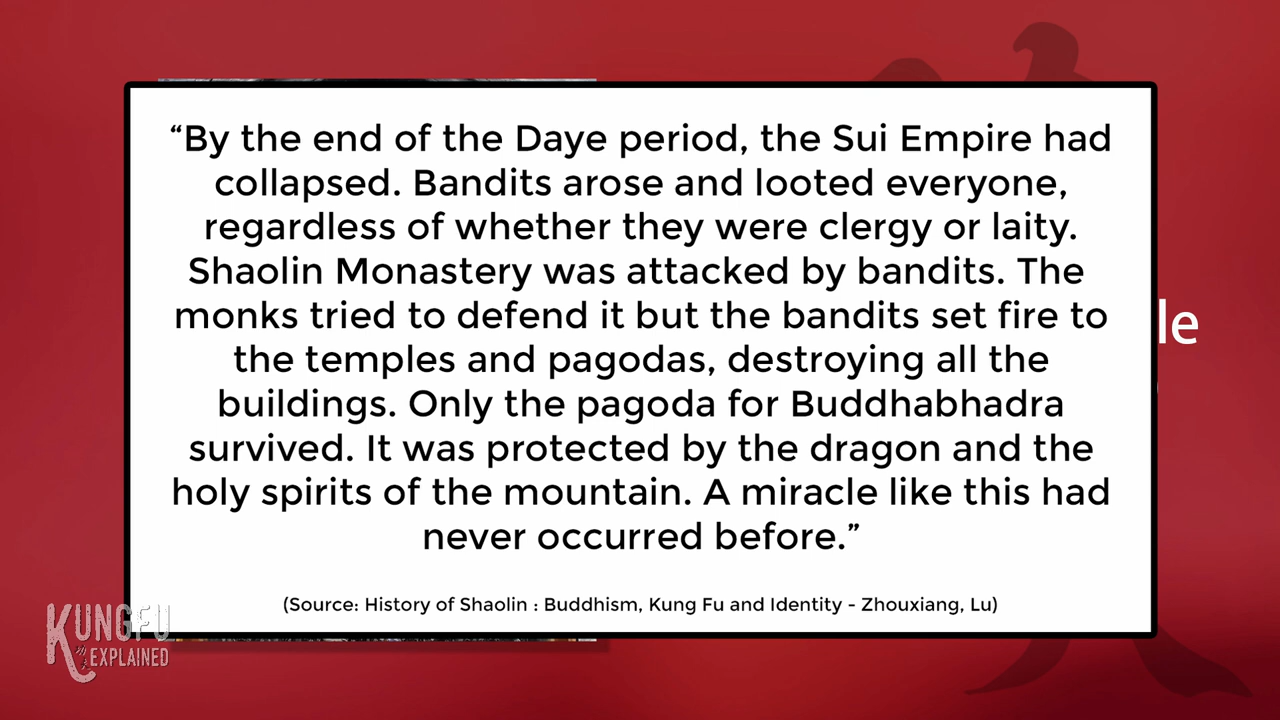 “By the end of the Daye period, the Sui Empire had
collapsed. Bandits arose and looted everyone,
regardless of whether they were clergy or laity.
Shaolin Monastery was attacked by bandits. The
monks tried to defend it but the bandits set fire to
the temples and pagodas, destroying all the
buildings. Only the pagoda for Buddhabhadra
survived. It was protected by the dragon and the
holy spirits of the mountain. A miracle like this had
never occurred before.”
(Source: History of Shaolin : Buddhism, Kung Fu and Identity - Zhouxiang, Lu)
le
KUNGFU
EXPLAINED